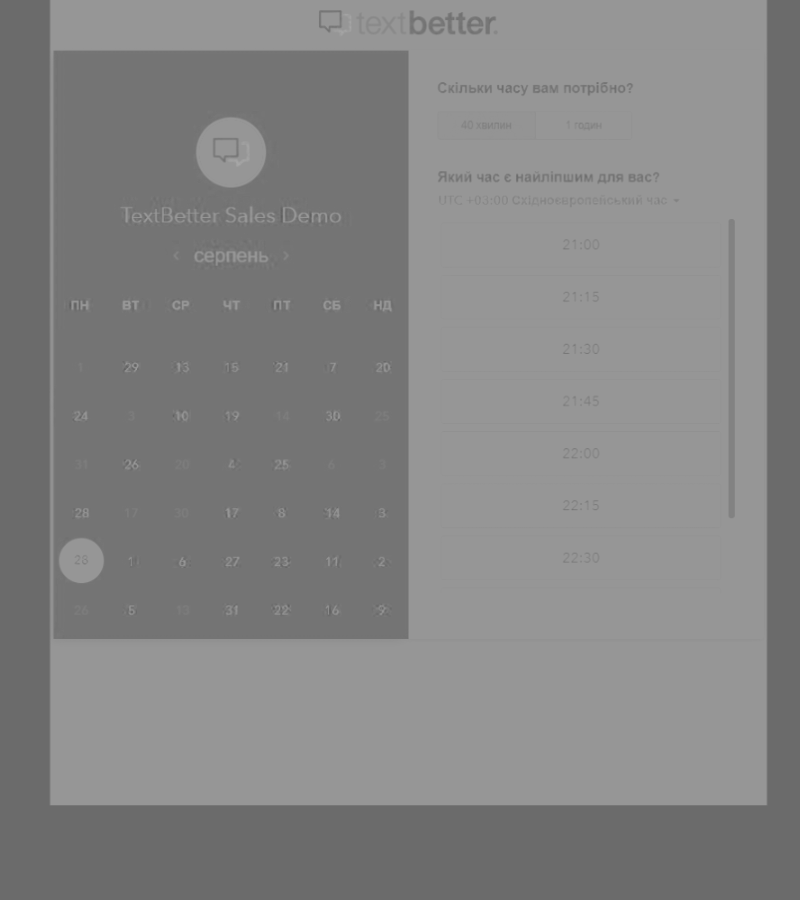 textbetter.
TextBetter Sales Demo
‹ серпень ›
ПН ВТ СР ЧТ ПТ СБ НД
29 13 15 21 7 20
24 3 10 19 14 30 25
31 26 20 4 25 6
28 17 30 17 8 14 3
28 1 6 27 23 11 2
26 5 13 31 22 16 9
Скільки часу вам потрібно?
40 хвилин 1 годин
Який час є найліпшим для вас?
UTC +03:00 Східноєвропейський час
21:00
21:15
21:30
21:45
22:00
22:15
22:30